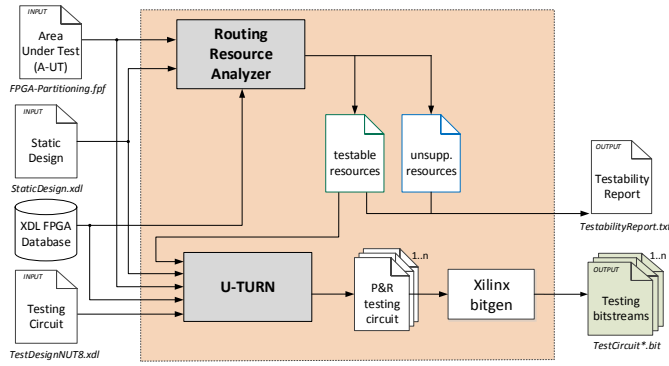 INPUT
Area
Under Test
(A-UT)
FPGA-Partitioning.fpf
INPUT
Static
Design
StaticDesign.xdl
XDL FPGA
Database
INPUT
Testing
Circuit
TestDesignNUT8.xdl
Routing
Resource
Analyzer
testable
resources
unsupp.
resources
OUTPUT
Testability
Report
TestabilityReport.txt
U-TURN
1..n
P&R
testing
circuit
Xilinx
bitgen
1..n
OUTPUT
Testing
bitstreams
TestCircuit*.bit